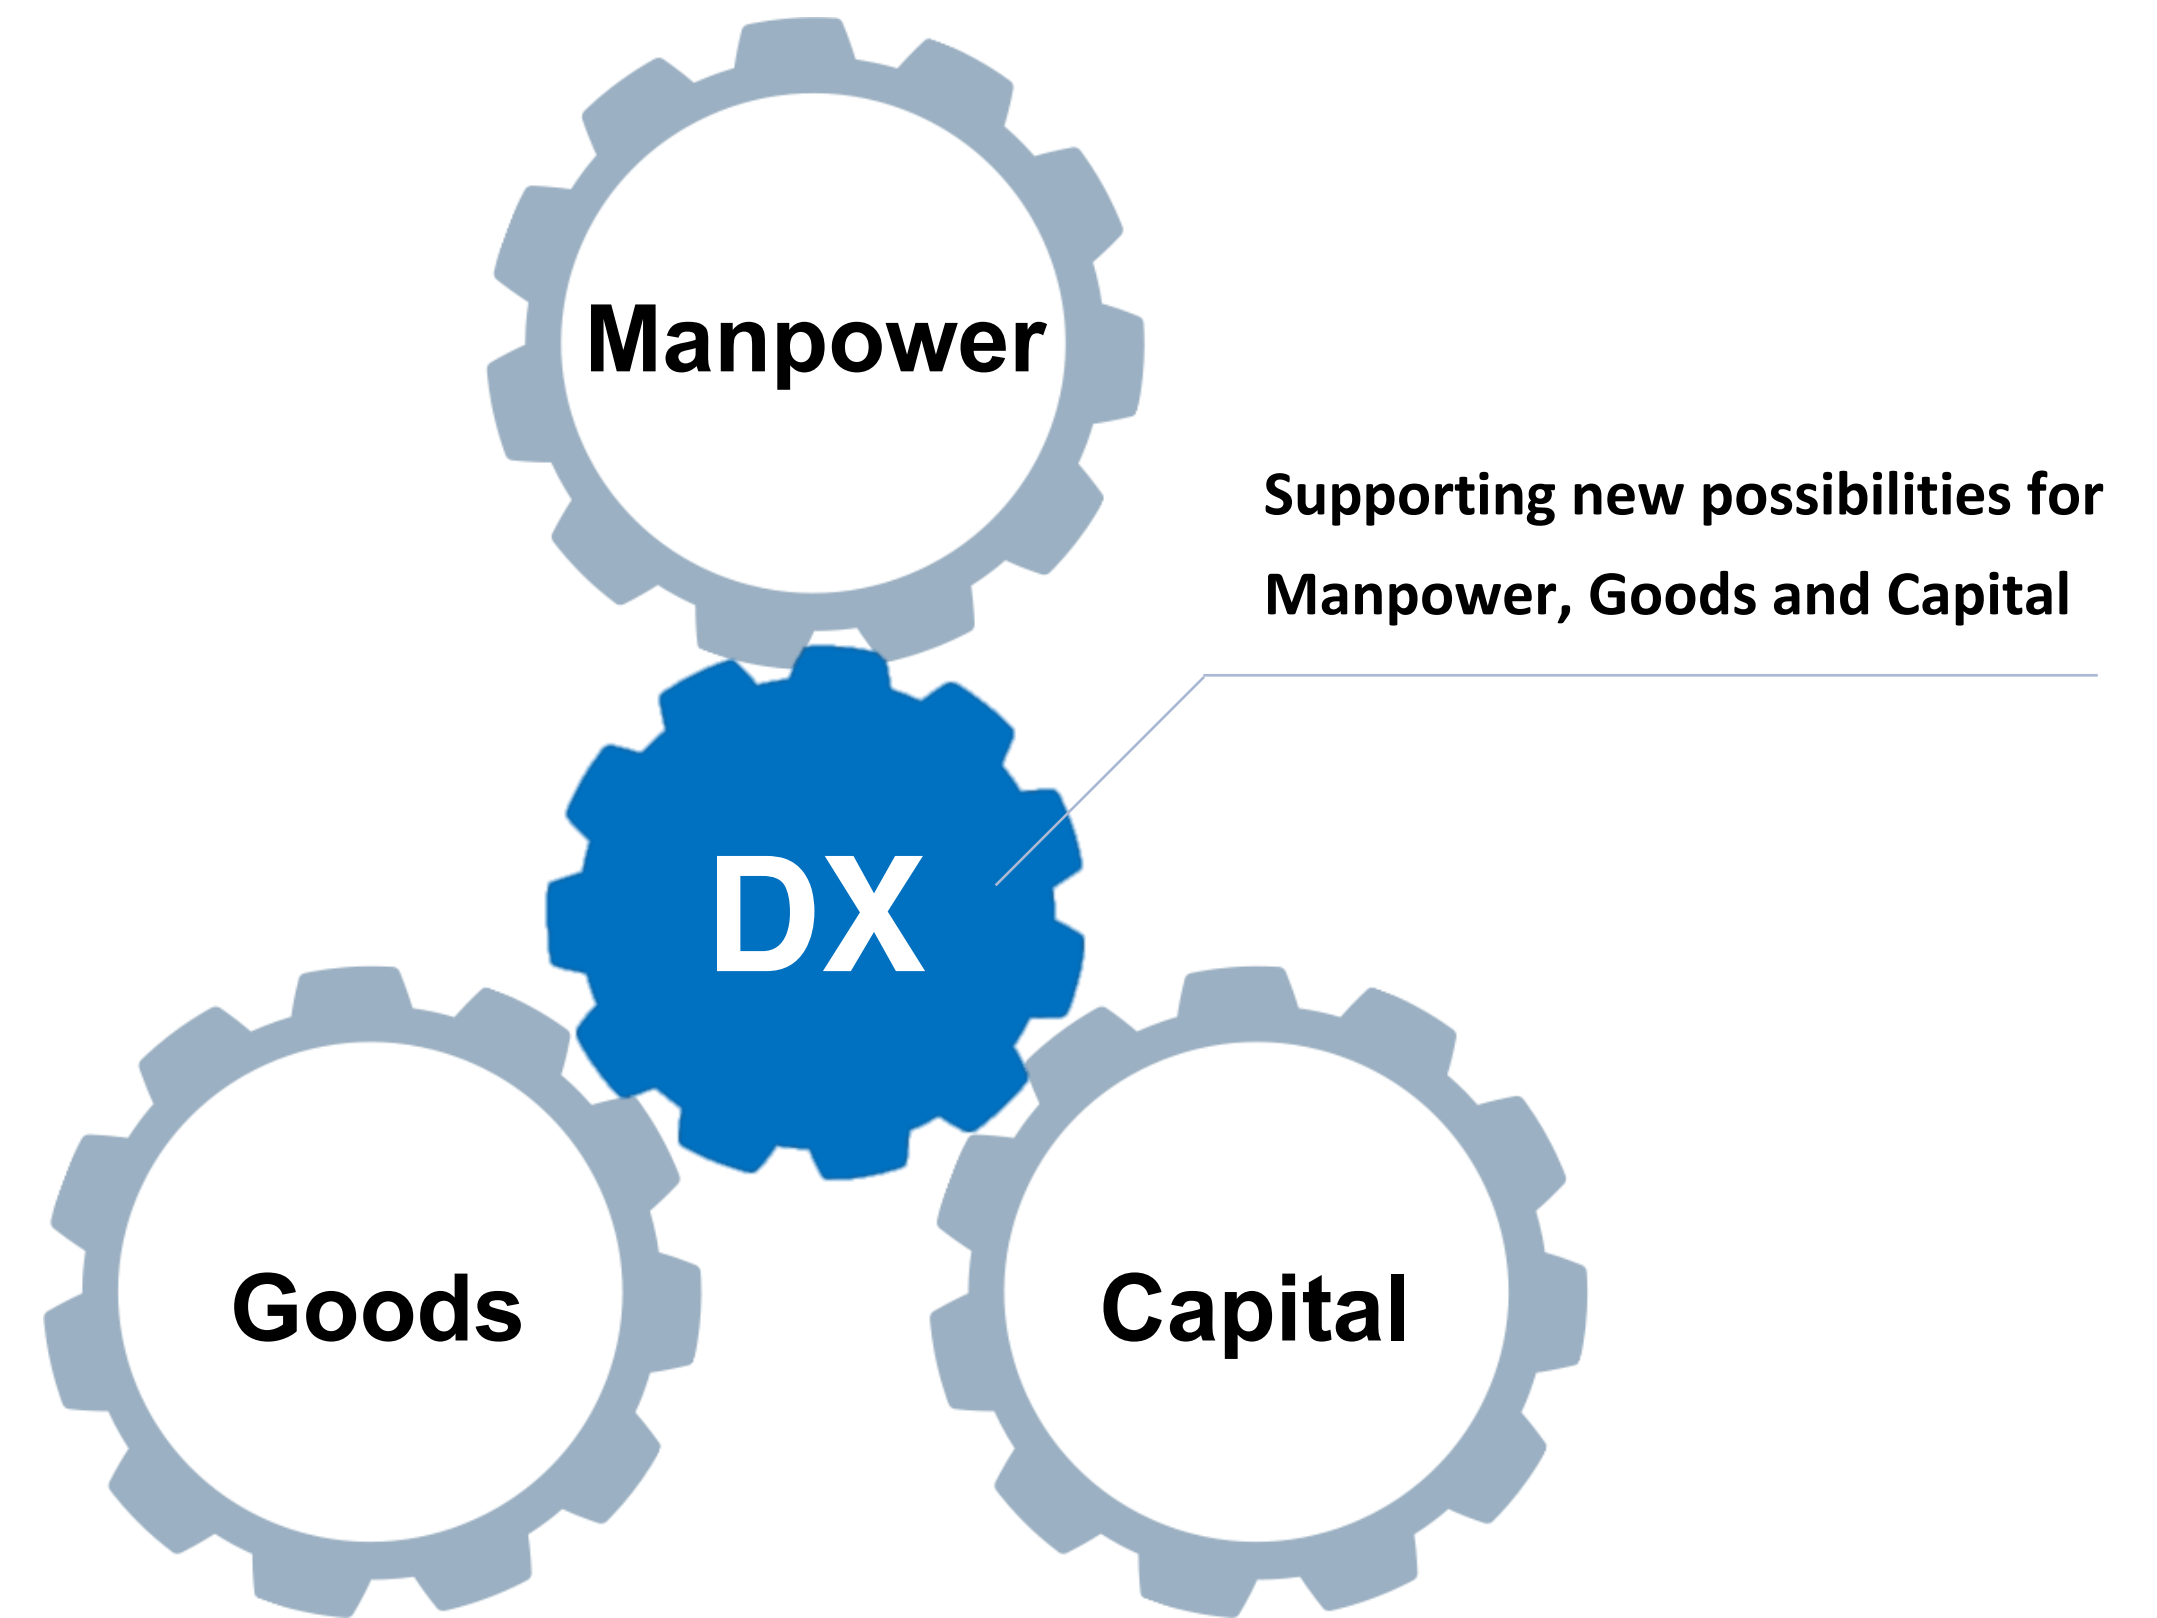 Manpower
Supporting new possibilities for
Manpower, Goods and Capital
DX
Goods
Capital